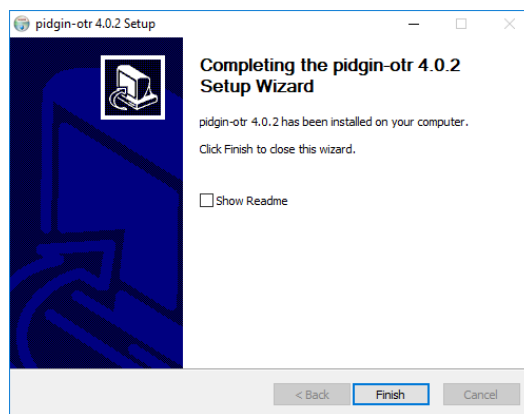 pidgin-otr 4.0.2 Setup
Completing the pidgin-otr 4.0.2
Setup Wizard
pidgin-otr 4.0.2 has been installed on your computer.
Click Finish to close this wizard.
Show Readme
< Back
Finish
Cancel